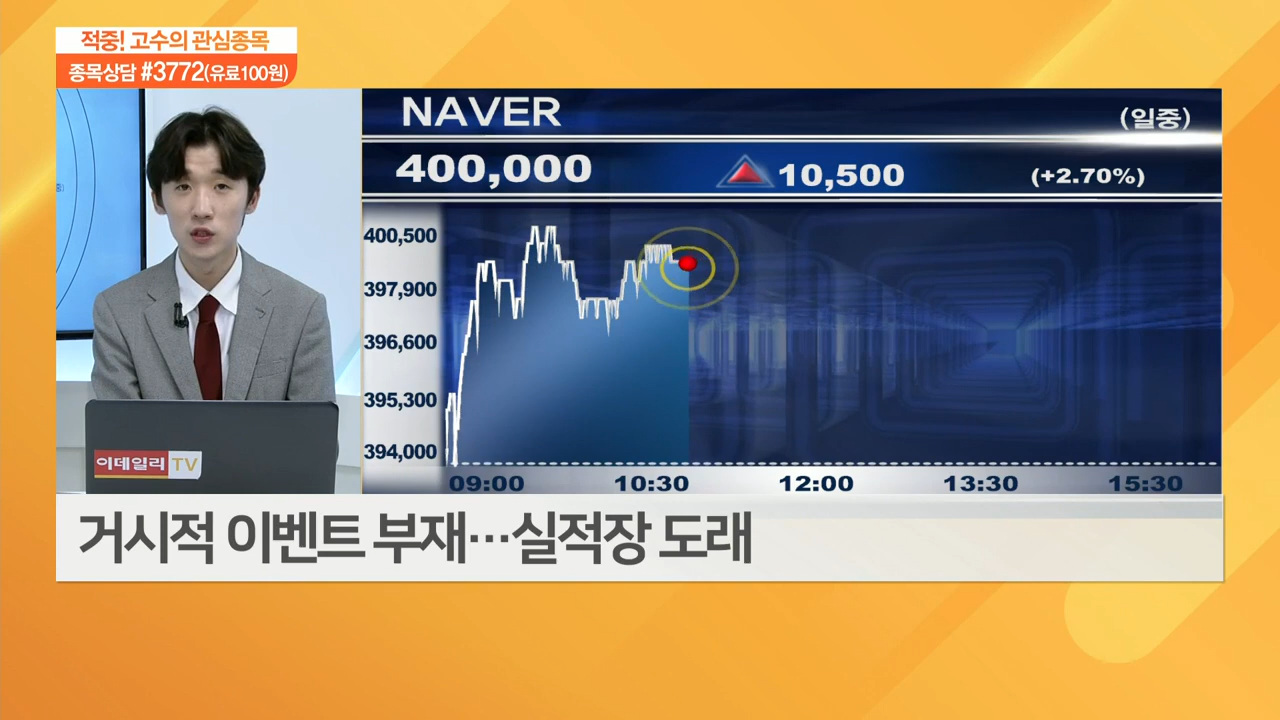 적중! 고수의 관심종목
종목상담 #3772(유료100원)
NAVER
(일중)
400,000
10,500
(+2.70%)
400,500
397,900
396,600
395,300
394,000
09:00
10:30
12:00
13:30
15:30
이데일리 TV
거시적 이벤트 부재…실적장 도래